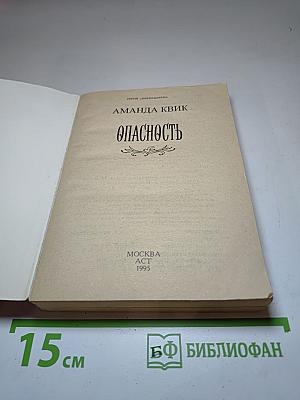 АМАНДА КВИК
ОПАСНОСТЬ
МОСКВА
АСТ
1995
15 см
БФ БИБЛИОФАН